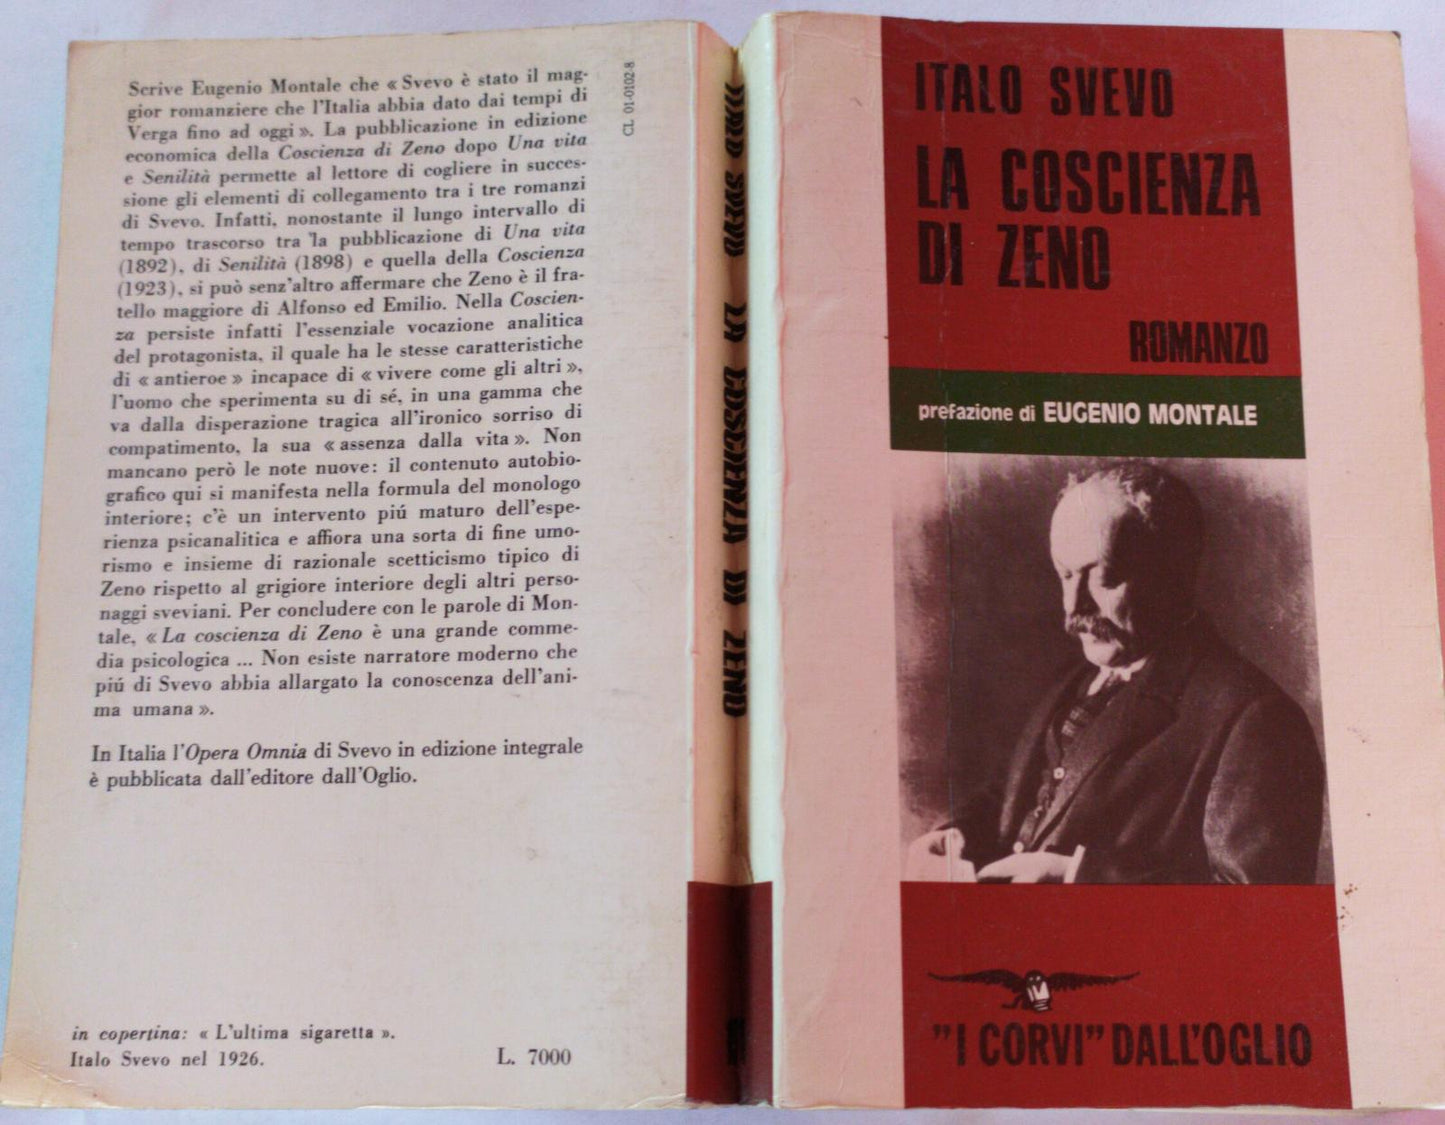 Scrive Eugenio Montale che « Svevo è stato il mag-
gior romanziere che l'Italia abbia dato dai tempi di
Verga fino ad oggi ». La pubblicazione in edizione
economica della Coscienza di Zeno dopo Una vita
e Senilità permette al lettore di cogliere in succes-
sione gli elementi di collegamento tra i tre romanzi
di Svevo. Infatti, nonostante il lungo intervallo di
tempo trascorso tra la pubblicazione di Una vita
(1892), di Senilità (1898) e quella della Coscienza
(1923), si può senz'altro affermare che Zeno è il fra-
tello maggiore di Alfonso ed Emilio. Nella Coscien-
za persiste infatti l'essenziale vocazione analitica
del protagonista, il quale ha le stesse caratteristiche
di « antieroe » incapace di « vivere come gli altri »,
l'uomo che sperimenta su di sé, in una gamma che
va dalla disperazione tragica all'ironico sorriso di
compatimento, la sua « assenza dalla vita ». Non
mancano però le note nuove: il contenuto autobio-
grafico qui si manifesta nella formula del monologo
interiore; c'è un intervento piú maturo dell'espe-
rienza psicanalitica e affiora una sorta di fine umo-
rismo e insieme di razionale scetticismo tipico di
Zeno rispetto al grigiore interiore degli altri perso-
naggi sveviani. Per concludere con le parole di Mon-
tale, « La coscienza di Zeno è una grande comme-
dia psicologica ... Non esiste narratore moderno che
piú di Svevo abbia allargato la conoscenza dell'ani-
ma umana ».
In Italia l'Opera Omnia di Svevo in edizione integrale
è pubblicata dall'editore dall'Oglio.
in copertina: « L'ultima sigaretta ».
Italo Svevo nel 1926.
L. 7000
CL 01-0102-8
ITALO SVEVO LA COSCIENZA DI ZENO
ITALO SVEVO
LA COSCIENZA
DI ZENO
ROMANZO
prefazione di EUGENIO MONTALE
"I CORVI" DALL'OGLIO